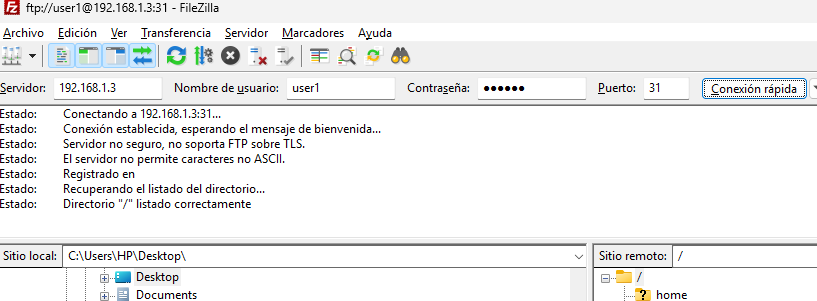 ftp://user1@192.168.1.3:31 - FileZilla
Archivo Edición Ver Transferencia Servidor Marcadores Ayuda
Servidor: 192.168.1.3 Nombre de usuario: user1 Contraseña: ●●●●●● Puerto: 31 Conexión rápida
Estado: Conectando a 192.168.1.3:31...
Estado: Conexión establecida, esperando el mensaje de bienvenida...
Estado: Servidor no seguro, no soporta FTP sobre TLS.
Estado: El servidor no permite caracteres no ASCII.
Estado: Registrado en
Estado: Recuperando el listado del directorio...
Estado: Directorio "/" listado correctamente
Sitio local: C:\Users\HP\Desktop\ Sitio remoto: /
Desktop /
Documents home